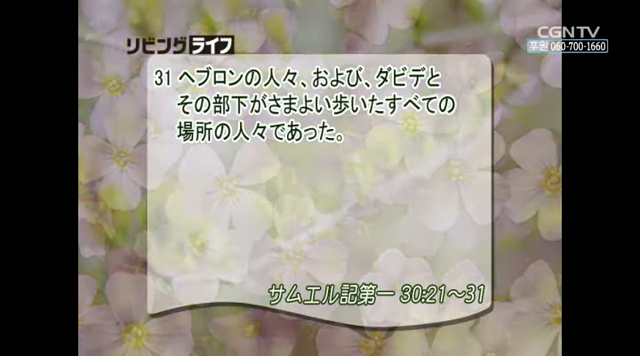 CGNTV
후원 060-700-1660
リビングライフ
31 ヘブロンの人々、および、ダビデと
その部下がさまよい歩いたすべての
場所の人々であった。
サムエル記第一 30:21～31